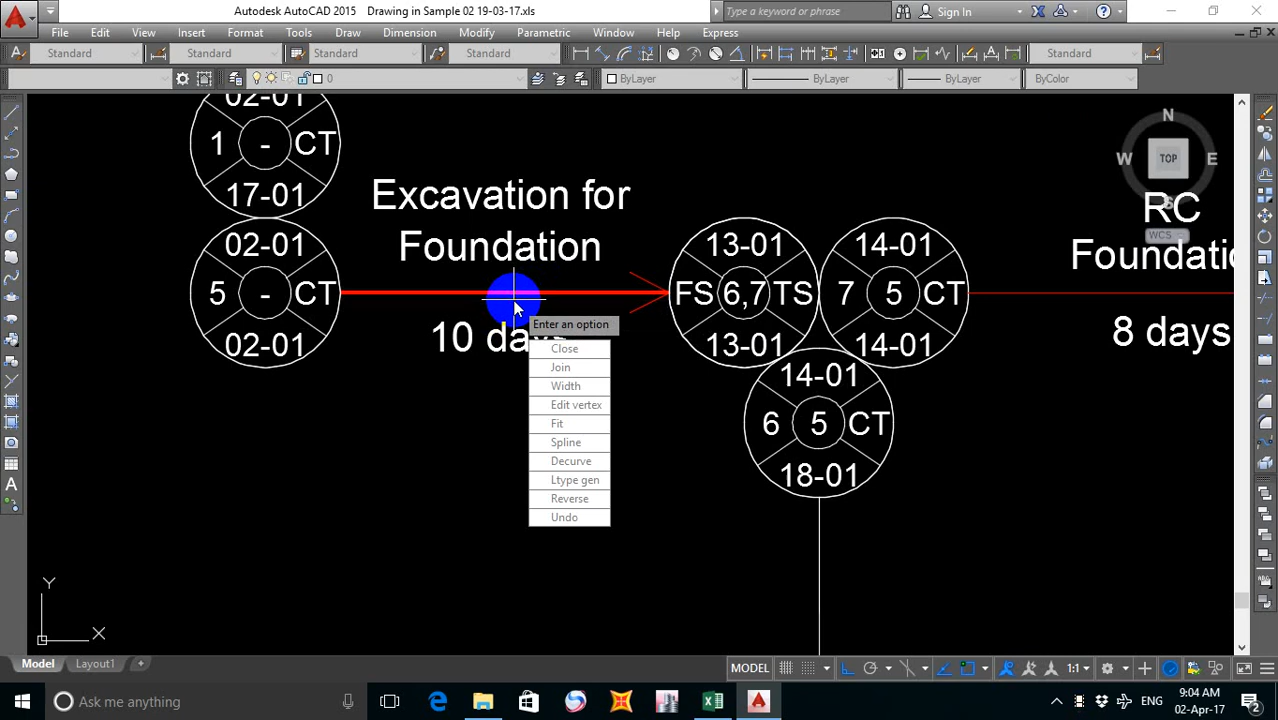 Autodesk AutoCAD 2015 Drawing in Sample 02 19-03-17.xls
Type a keyword or phrase
Sign In
File Edit View Insert Format Tools Draw Dimension Modify Parametric Window Help Express
Standard Standard Standard Standard Standard
0 ByLayer ByLayer ByLayer ByColor
N
W TOP E
S
WCS
02-01
1 - CT
17-01
Excavation for
Foundation
10 days
02-01
5 - CT
02-01
13-01
FS 6,7 TS
13-01
14-01
7 5 CT
14-01
14-01
6 5 CT
18-01
RC
Foundatio
8 days
Enter an option
Close
Join
Width
Edit vertex
Fit
Spline
Decurve
Ltype gen
Reverse
Undo
Y
X
Model Layout1 +
MODEL 1:1
Ask me anything
ENG
9:04 AM
02-Apr-17
2